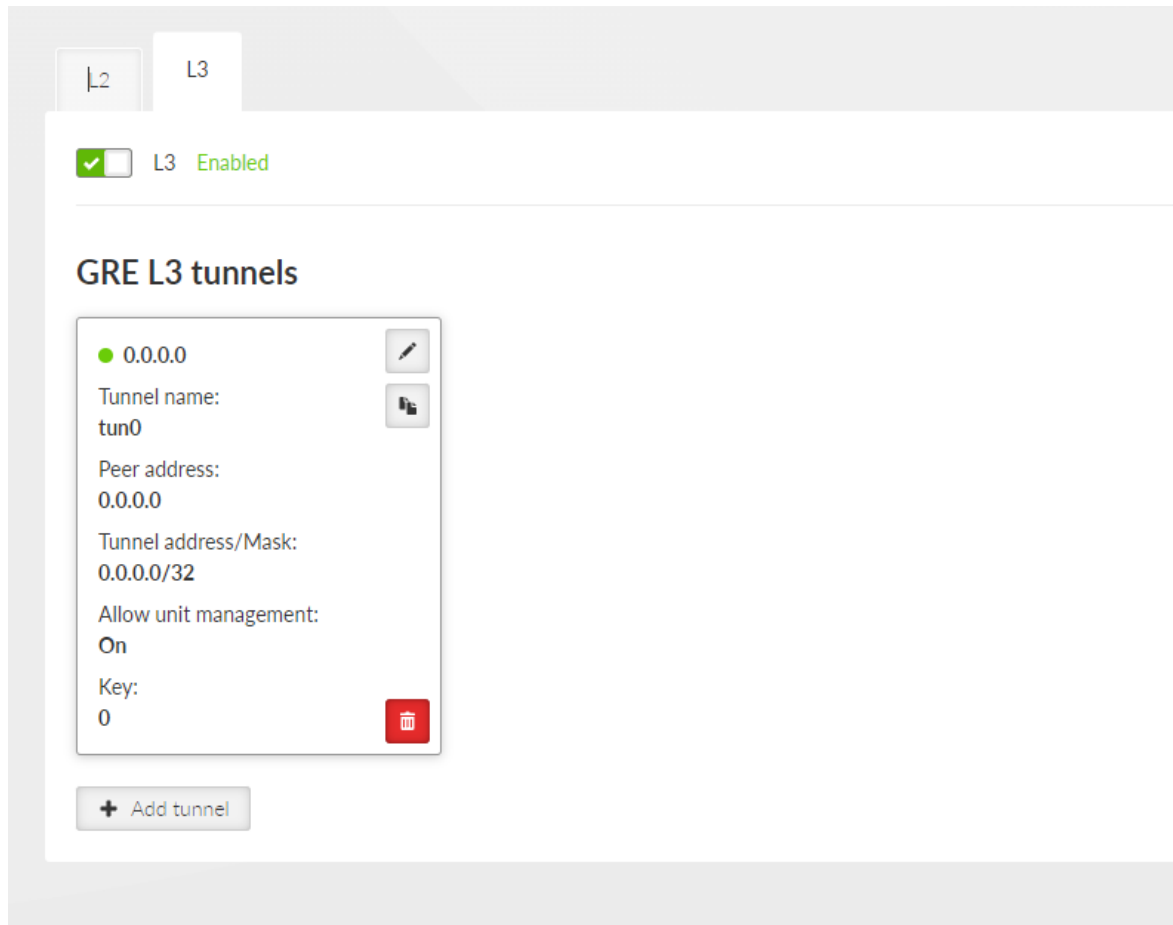 L2
L3
L3 Enabled
GRE L3 tunnels
0.0.0.0
Tunnel name:
tun0
Peer address:
0.0.0.0
Tunnel address/Mask:
0.0.0.0/32
Allow unit management:
On
Key:
0
Add tunnel